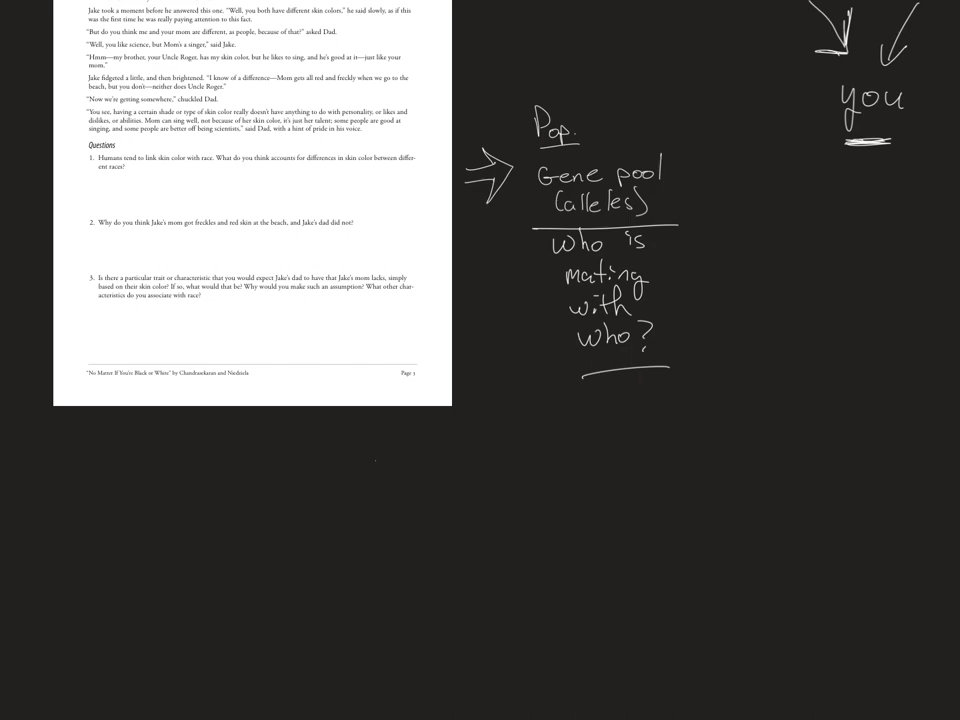 Jake took a moment before he answered this one. "Well, you both have different skin colors," he said slowly, as if this
was the first time he was really paying attention to this fact.
"But do you think me and your mom are different, as people, because of that?" asked Dad.
"Well, you like science, but Mom's a singer," said Jake.
"Hmm—my brother, your Uncle Roger, has my skin color, but he likes to sing, and he's good at it—just like your
mom."
Jake fidgeted a little, and then brightened. "I know of a difference—Mom gets all red and freckly when we go to the
beach, but you don't—neither does Uncle Roger."
"Now we're getting somewhere," chuckled Dad.
"You see, having a certain shade or type of skin color really doesn't have anything to do with personality, or likes and
dislikes, or abilities. Mom can sing well, not because of her skin color, it's just her talent; some people are good at
singing, and some people are better off being scientists," said Dad, with a hint of pride in his voice.
Questions
1. Humans tend to link skin color with race. What do you think accounts for differences in skin color between differ-
ent races?
2. Why do you think Jake's mom got freckles and red skin at the beach, and Jake's dad did not?
3. Is there a particular trait or characteristic that you would expect Jake's dad to have that Jake's mom lacks, simply
based on their skin color? If so, what would that be? Why would you make such an assumption? What other char-
acteristics do you associate with race?
"No Matter If You're Black or White" by Chandrasekaran and Nardziela
Page 3
you
Pop.
Gene pool
(alleles)
who is
mating
with
who?